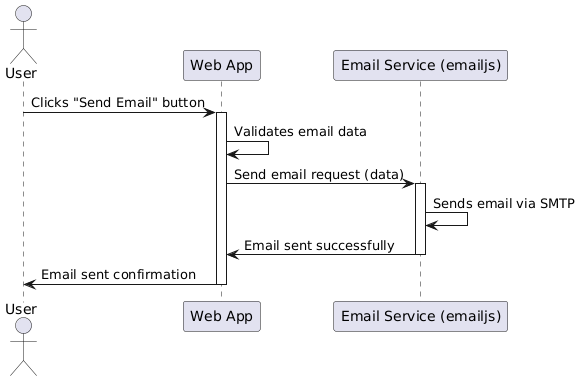 User
Web App
Email Service (emailjs)
Clicks "Send Email" button
Validates email data
Send email request (data)
Sends email via SMTP
Email sent successfully
Email sent confirmation
User
Web App
Email Service (emailjs)